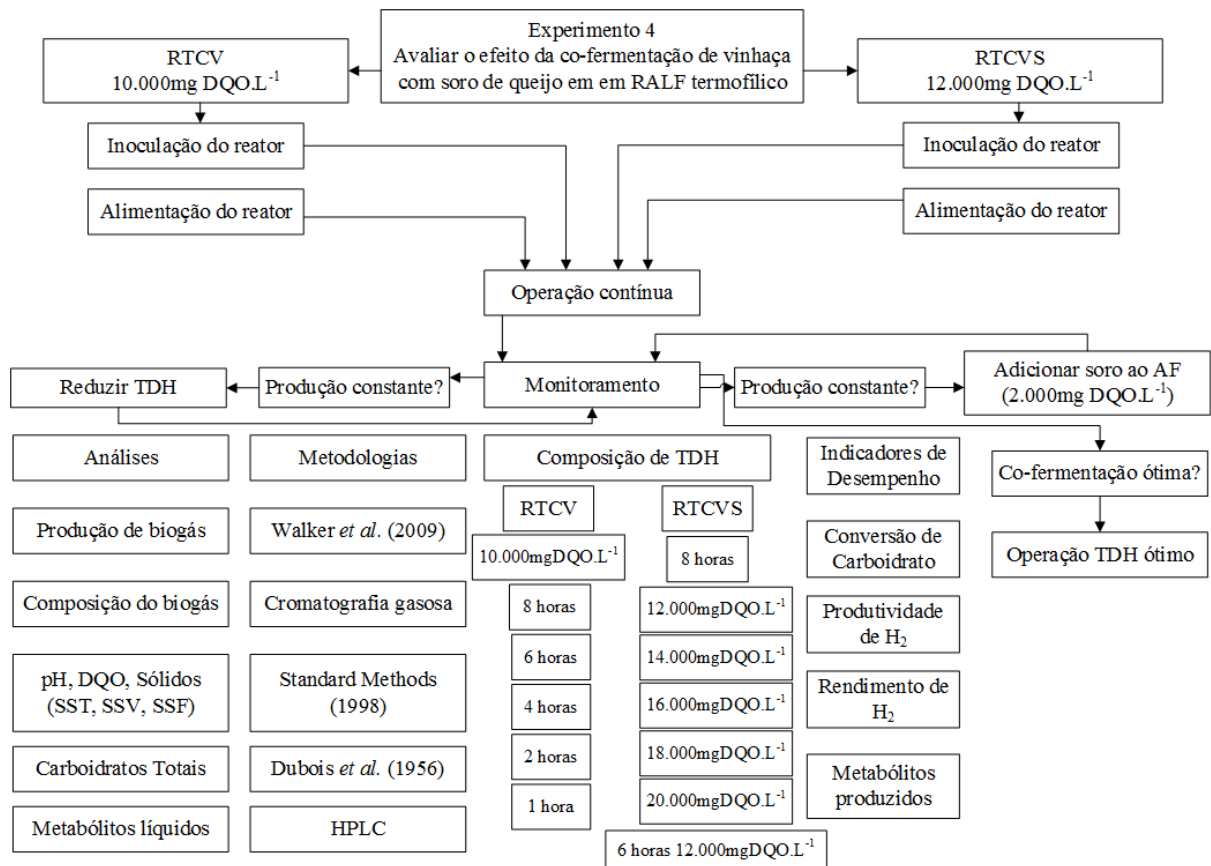 Experimento 4
Avaliar o efeito da co-fermentação de vinhaça
com soro de queijo em em RALF termofílico
RTCV
10.000mg DQO.L-1
RTCVS
12.000mg DQO.L-1
Inoculação do reator
Inoculação do reator
Alimentação do reator
Alimentação do reator
Operação contínua
Reduzir TDH
Produção constante?
Monitoramento
Produção constante?
Adicionar soro ao AF
(2.000mg DQO.L-1)
Co-fermentação ótima?
Operação TDH ótimo
Análises
Produção de biogás
Composição do biogás
pH, DQO, Sólidos
(SST, SSV, SSF)
Carboidratos Totais
Metabólitos líquidos
Metodologias
Walker et al. (2009)
Cromatografia gasosa
Standard Methods
(1998)
Dubois et al. (1956)
HPLC
Composição de TDH
RTCV
10.000mgDQO.L-1
8 horas
6 horas
4 horas
2 horas
1 hora
RTCVS
8 horas
12.000mgDQO.L-1
14.000mgDQO.L-1
16.000mgDQO.L-1
18.000mgDQO.L-1
20.000mgDQO.L-1
6 horas 12.000mgDQO.L-1
Indicadores de
Desempenho
Conversão de
Carboidrato
Produtividade
de H2
Rendimento de
H2
Metabólitos
produzidos